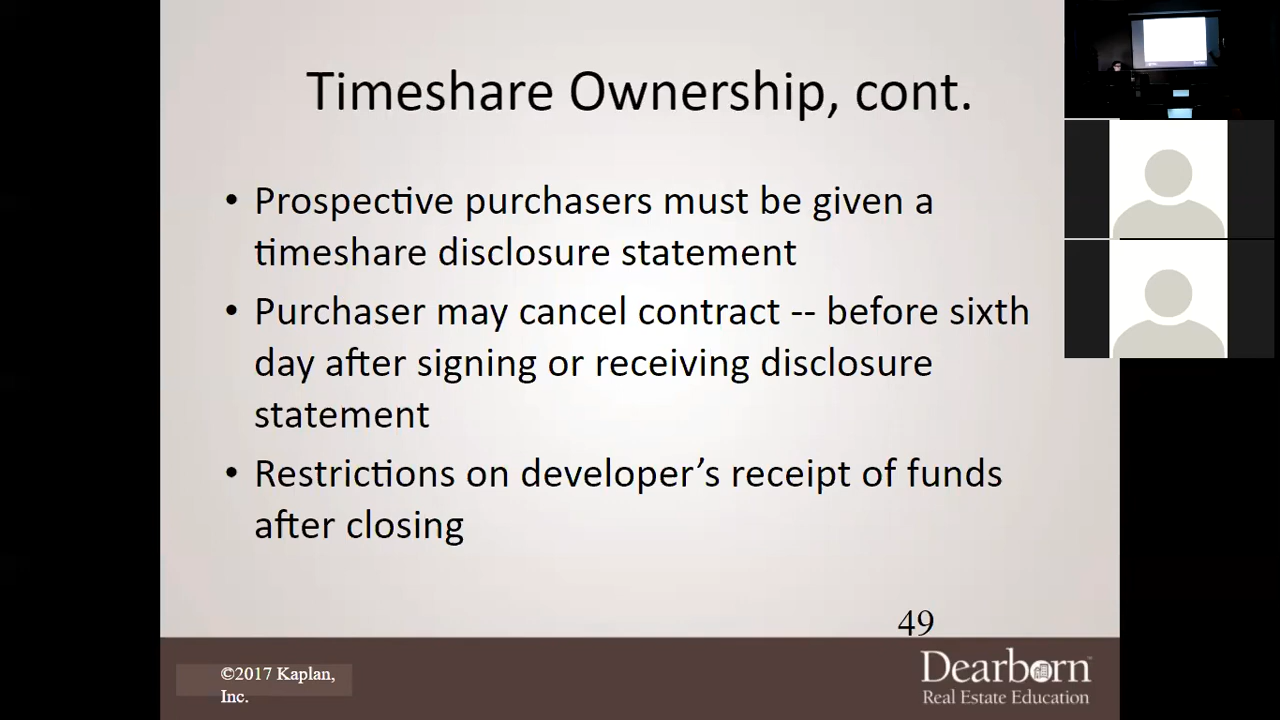 Timeshare Ownership, cont.
• Prospective purchasers must be given a
timeshare disclosure statement
• Purchaser may cancel contract -- before sixth
day after signing or receiving disclosure
statement
• Restrictions on developer’s receipt of funds
after closing
49
©2017 Kaplan,
Inc.
Dearborn™
Real Estate Education